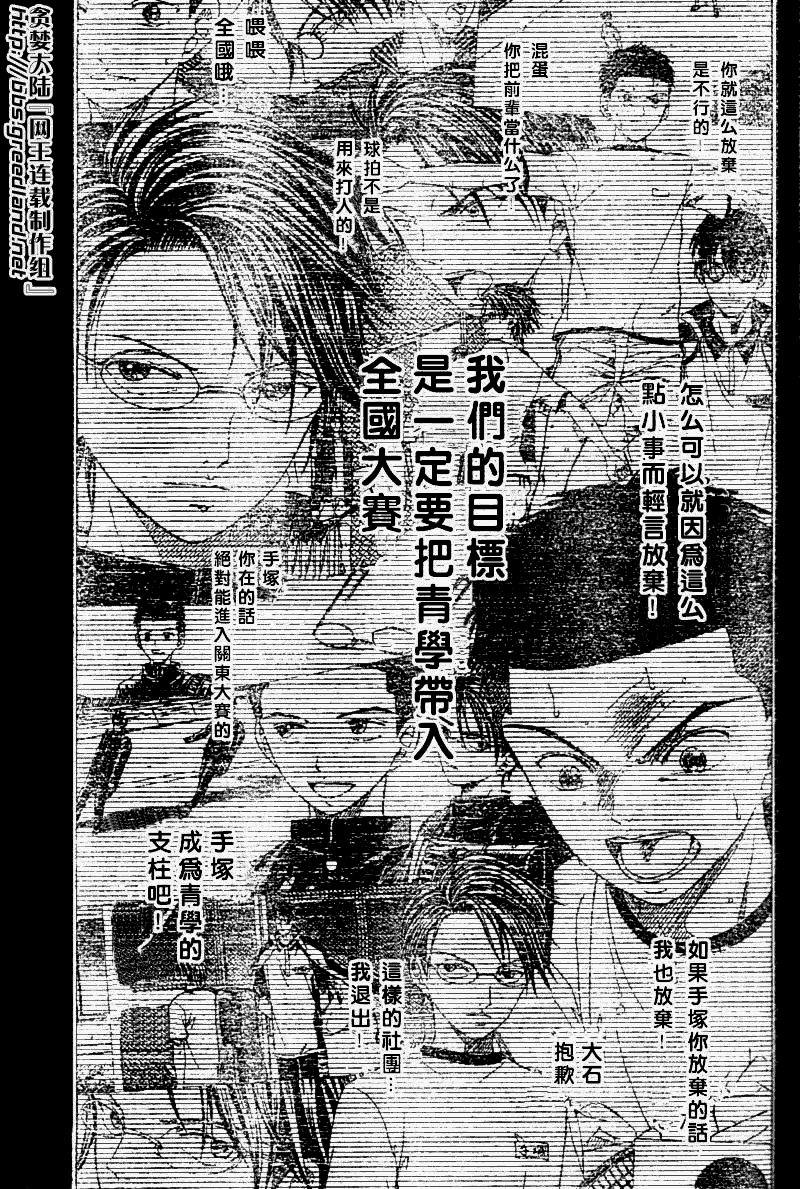 你就這么放棄
是不行的！
混蛋
你把前輩當什么了！
喂喂
全國哦…
球拍不是
用來打人的！
怎么可以就因為這么
點小事而輕言放棄！
我們的目標
是一定要把青學帶入
全國大賽
手塚
你在的話
絕對能進入關東大賽的
手塚
成為青學的
支柱吧！
如果手塚你放棄的話
我也放棄！
大石
抱歉
這樣的社團…
我退出！
贪婪大陆『网王连载制作组』
http://bbs.greedland.net